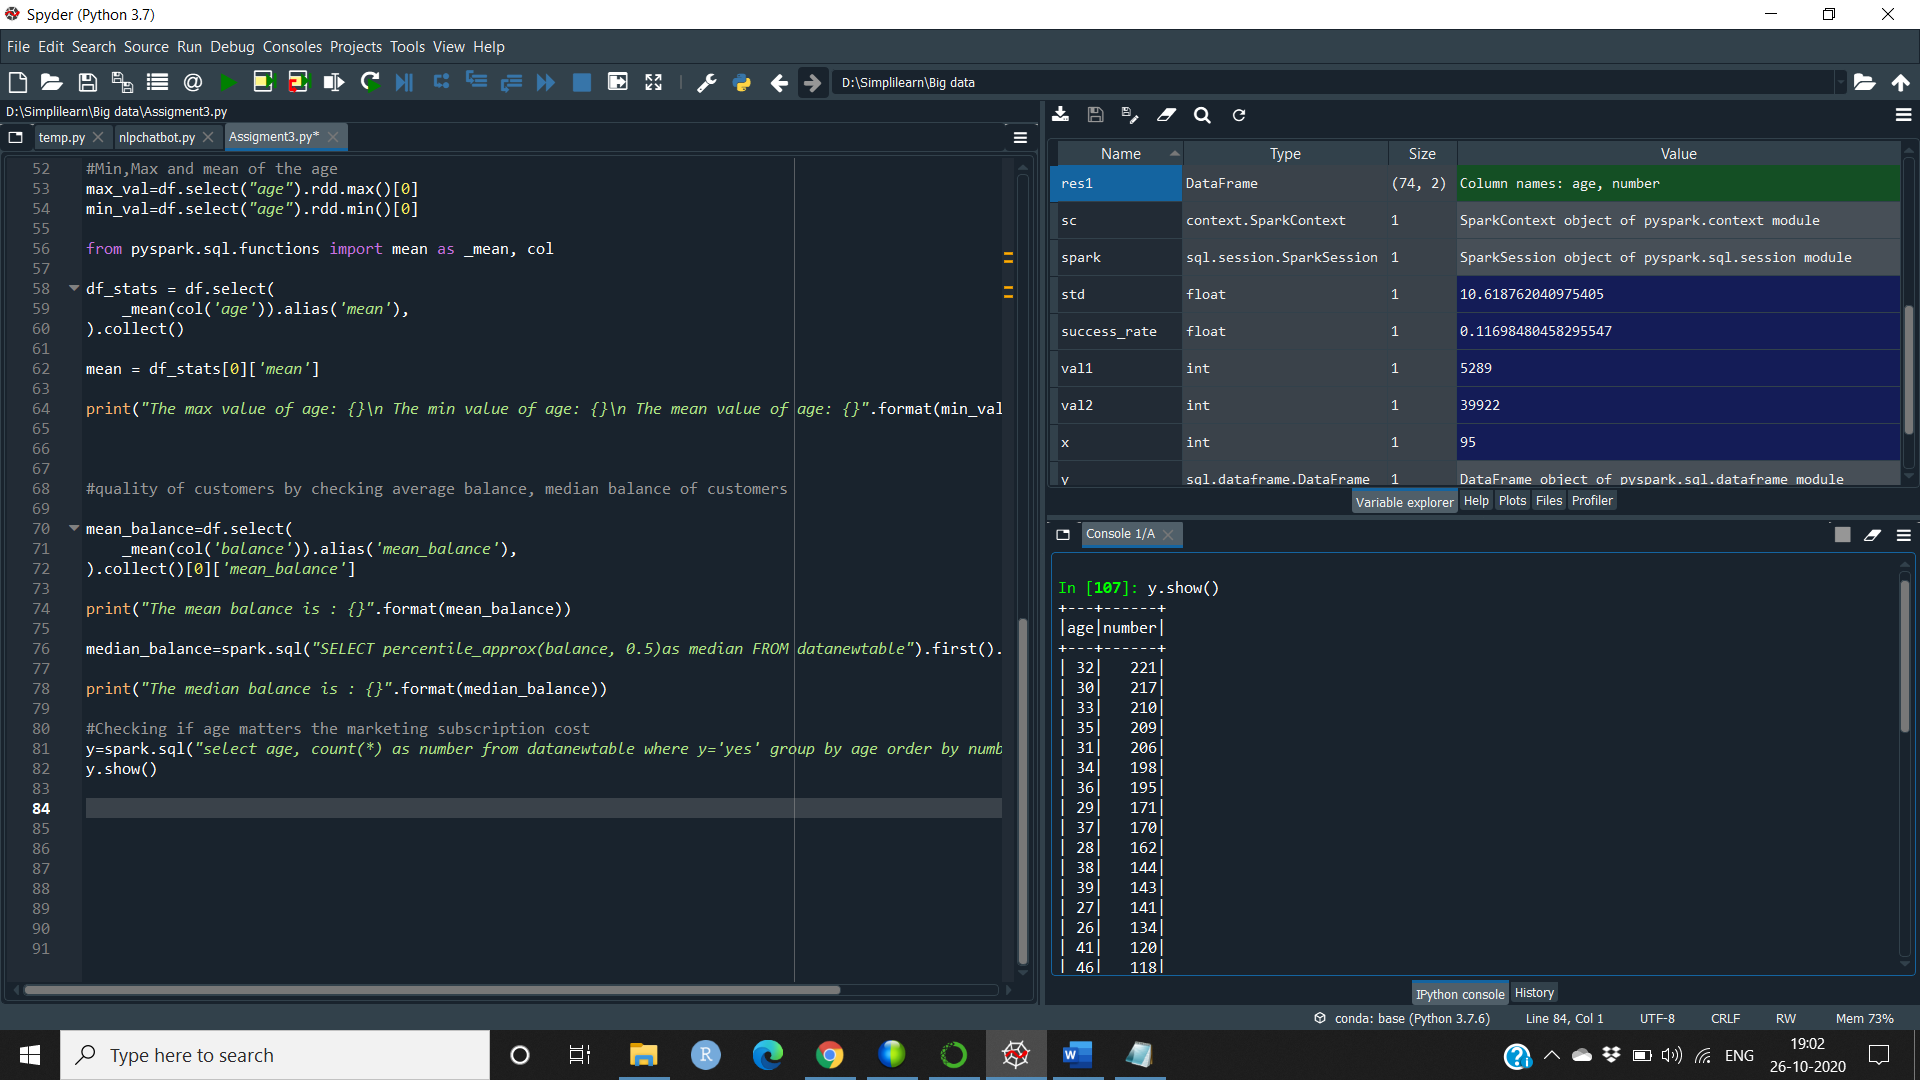 Spyder (Python 3.7)
File Edit Search Source Run Debug Consoles Projects Tools View Help
D:\Simplilearn\Big data
D:\Simplilearn\Big data\Assigment3.py
temp.py
nlpchatbot.py
Assigment3.py*
52 #Min,Max and mean of the age
53 max_val=df.select("age").rdd.max()[0]
54 min_val=df.select("age").rdd.min()[0]
55
56 from pyspark.sql.functions import mean as _mean, col
57
58 df_stats = df.select(
59 _mean(col('age')).alias('mean'),
60 ).collect()
61
62 mean = df_stats[0]['mean']
63
64 print("The max value of age: {}\n The min value of age: {}\n The mean value of age: {}".format(min_val
65
66
67
68 #quality of customers by checking average balance, median balance of customers
69
70 mean_balance=df.select(
71 _mean(col('balance')).alias('mean_balance'),
72 ).collect()[0]['mean_balance']
73
74 print("The mean balance is : {}".format(mean_balance))
75
76 median_balance=spark.sql("SELECT percentile_approx(balance, 0.5)as median FROM datanewtable").first().
77
78 print("The median balance is : {}".format(median_balance))
79
80 #Checking if age matters the marketing subscription cost
81 y=spark.sql("select age, count(*) as number from datanewtable where y='yes' group by age order by numb
82 y.show()
83
84
85
86
87
88
89
90
91
Name Type Size Value
res1 DataFrame (74, 2) Column names: age, number
sc context.SparkContext 1 SparkContext object of pyspark.context module
spark sql.session.SparkSession 1 SparkSession object of pyspark.sql.session module
std float 1 10.618762040975405
success_rate float 1 0.11698480458295547
val1 int 1 5289
val2 int 1 39922
x int 1 95
y sql.dataframe.DataFrame 1 DataFrame object of pyspark.sql.dataframe module
Variable explorer Help Plots Files Profiler
Console 1/A
In [107]: y.show()
+---+------+
|age|number|
+---+------+
| 32| 221|
| 30| 217|
| 33| 210|
| 35| 209|
| 31| 206|
| 34| 198|
| 36| 195|
| 29| 171|
| 37| 170|
| 28| 162|
| 38| 144|
| 39| 143|
| 27| 141|
| 26| 134|
| 41| 120|
| 46| 118|
IPython console History
conda: base (Python 3.7.6) Line 84, Col 1 UTF-8 CRLF RW Mem 73%
Type here to search
ENG
19:02
26-10-2020